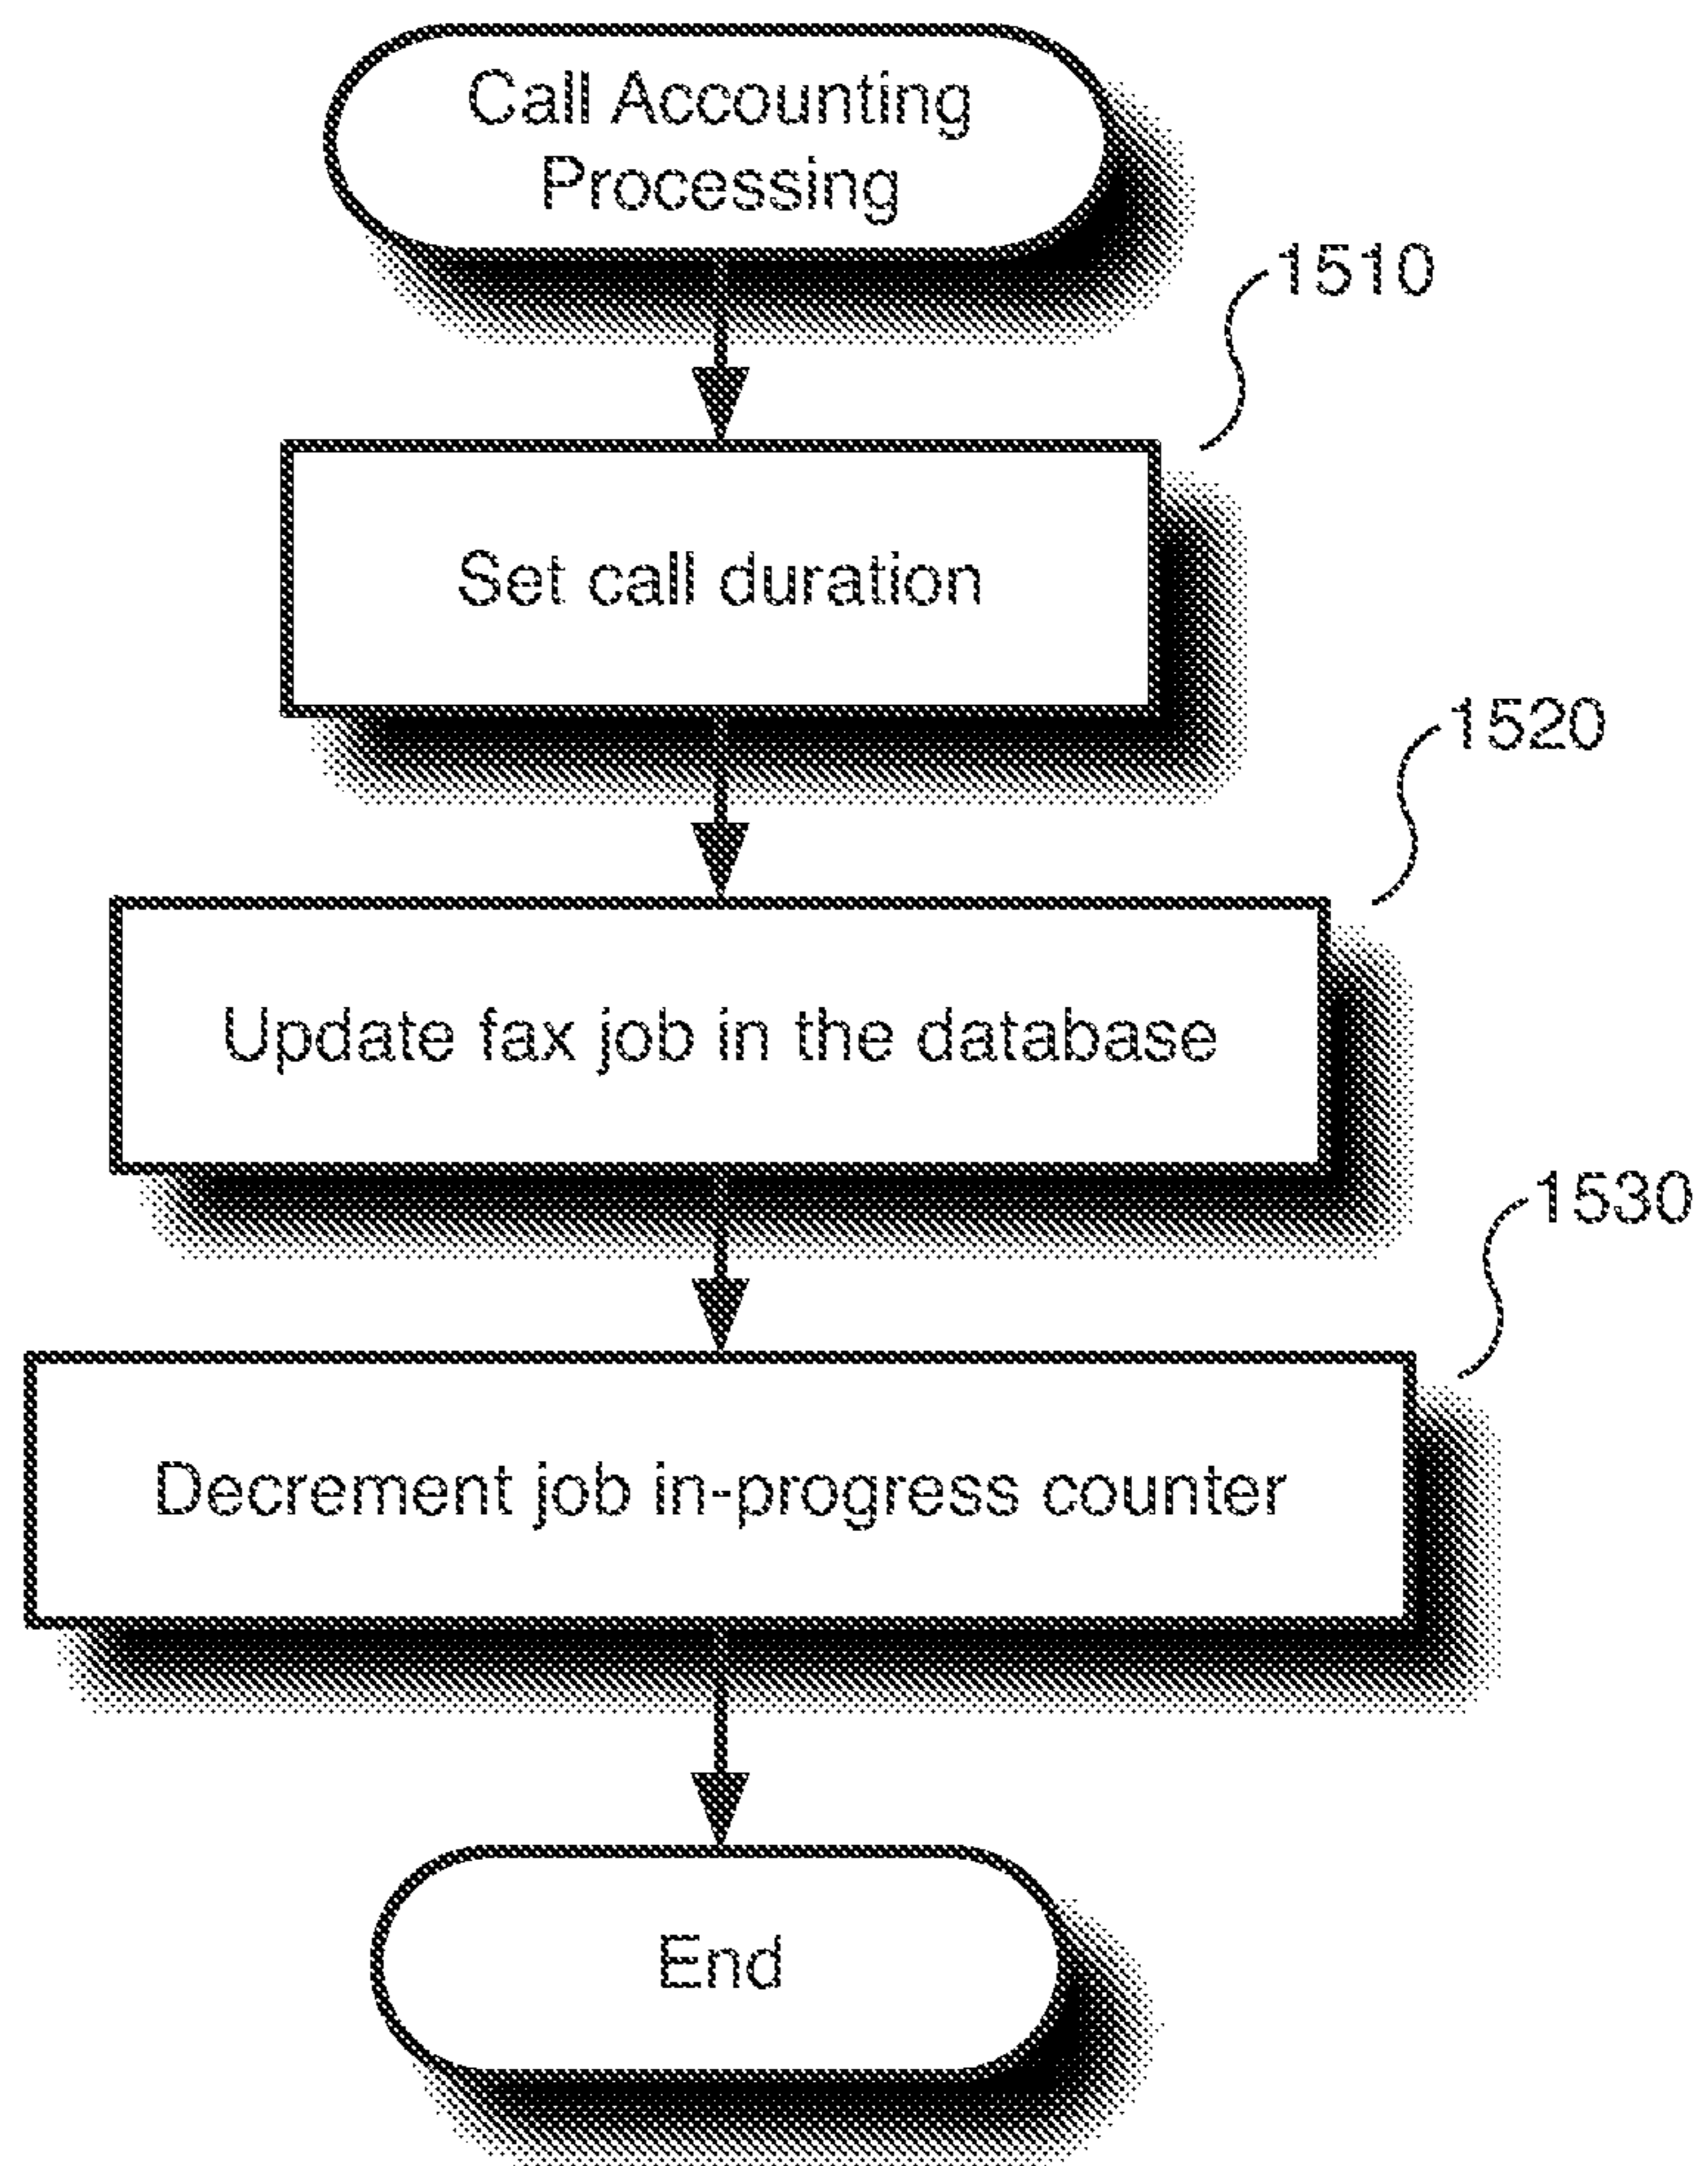 Call Accounting
Processing
1510
Set call duration
1520
Update fax job in the database
1530
Decrement job in-progress counter
End